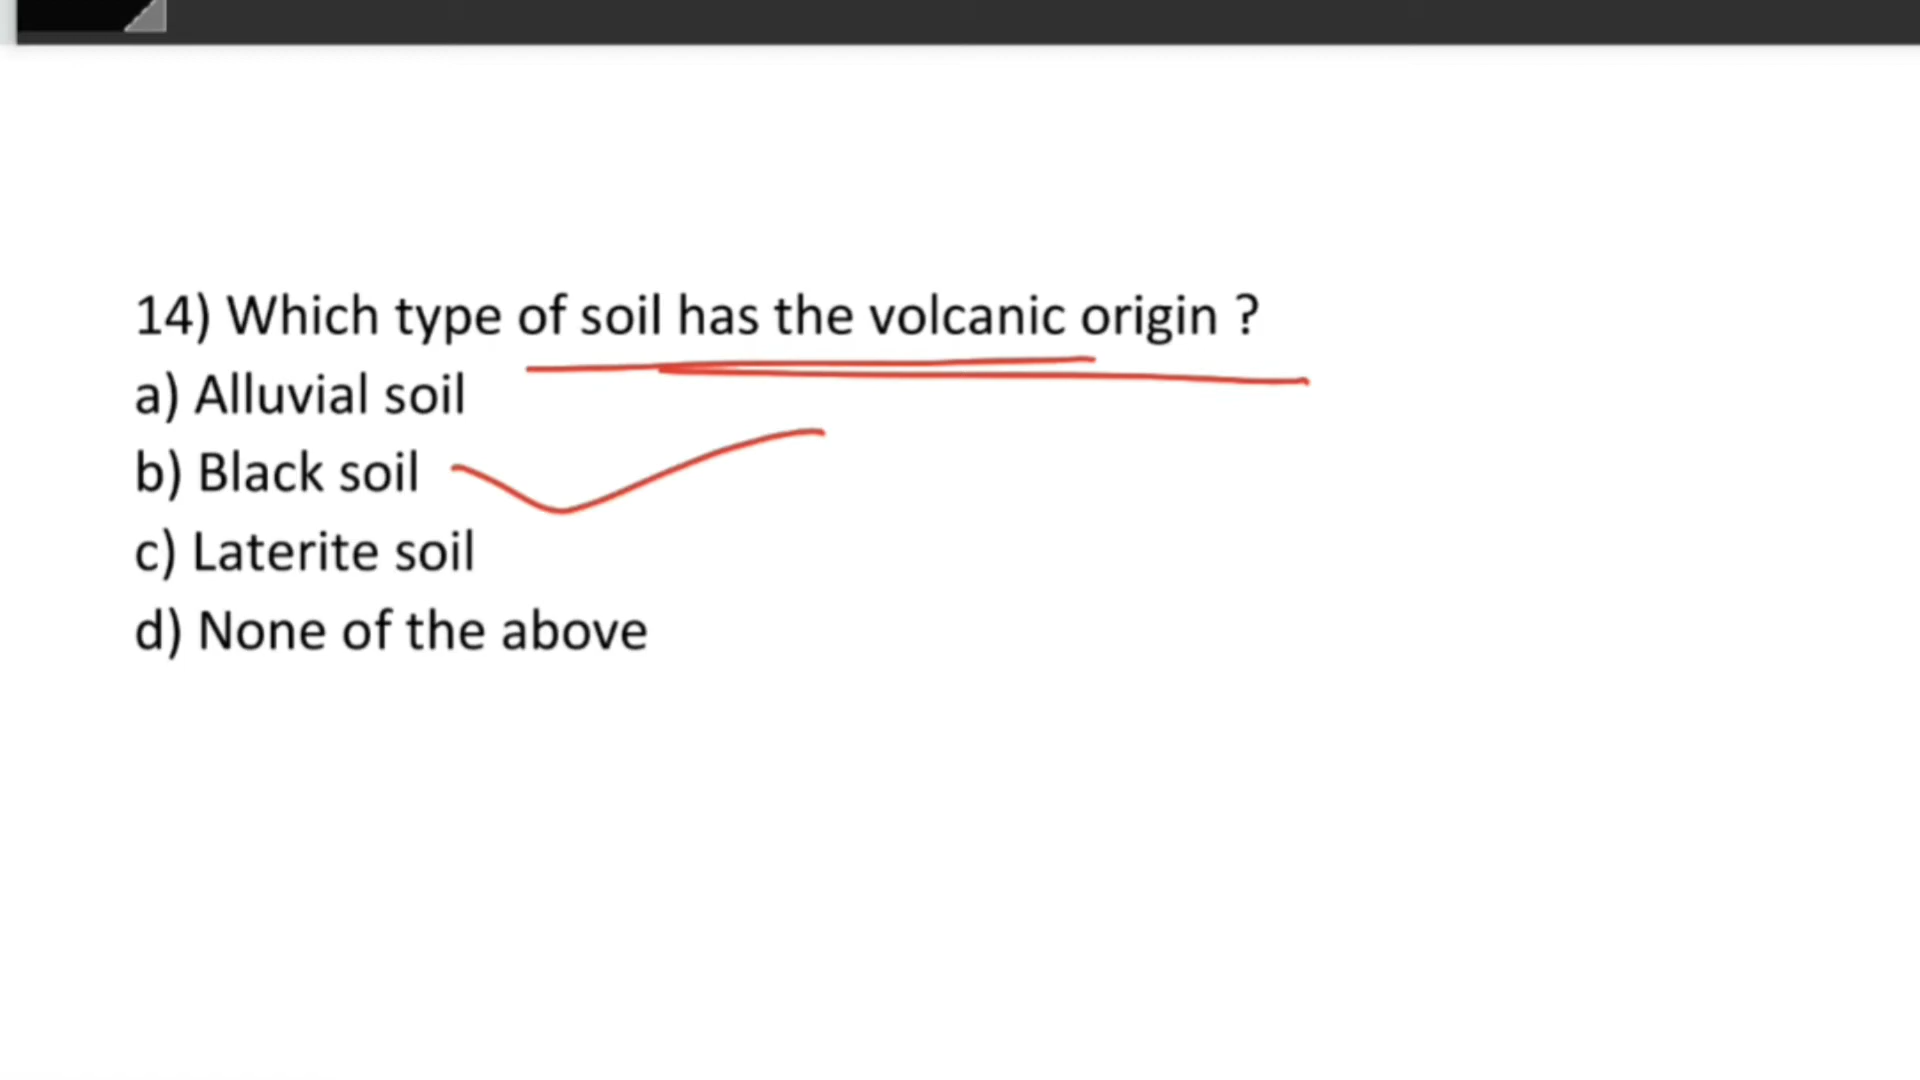 14) Which type of soil has the volcanic origin ?
a) Alluvial soil
b) Black soil
c) Laterite soil
d) None of the above